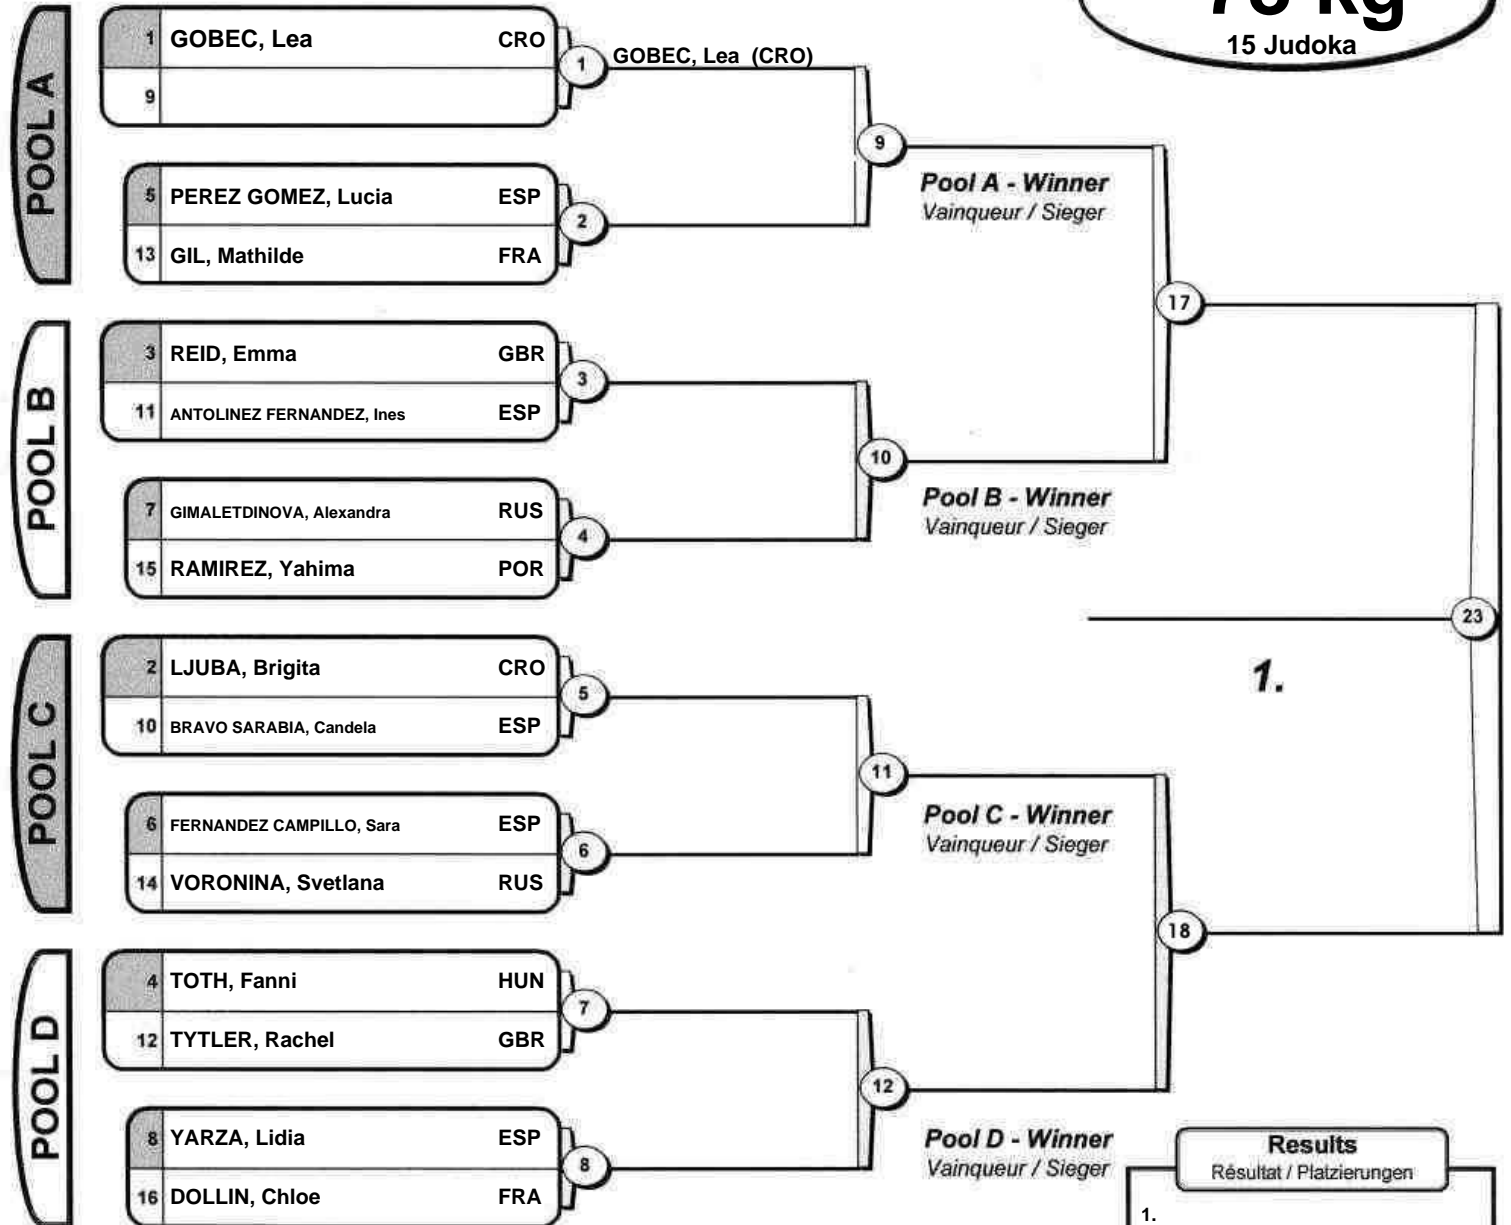 78 kg
15 Judoka
POOL A
1 GOBEC, Lea CRO
9
1
GOBEC, Lea (CRO)
5 PEREZ GOMEZ, Lucia ESP
13 GIL, Mathilde FRA
2
9
Pool A - Winner
Vainqueur / Sieger
POOL B
3 REID, Emma GBR
11 ANTOLINEZ FERNANDEZ, Ines ESP
3
7 GIMALETDINOVA, Alexandra RUS
15 RAMIREZ, Yahima POR
4
10
Pool B - Winner
Vainqueur / Sieger
17
POOL C
2 LJUBA, Brigita CRO
10 BRAVO SARABIA, Candela ESP
5
6 FERNANDEZ CAMPILLO, Sara ESP
14 VORONINA, Svetlana RUS
6
11
Pool C - Winner
Vainqueur / Sieger
POOL D
4 TOTH, Fanni HUN
12 TYTLER, Rachel GBR
7
8 YARZA, Lidia ESP
16 DOLLIN, Chloe FRA
8
12
Pool D - Winner
Vainqueur / Sieger
18
23
1.
Results
Résultat / Platzierungen
1.